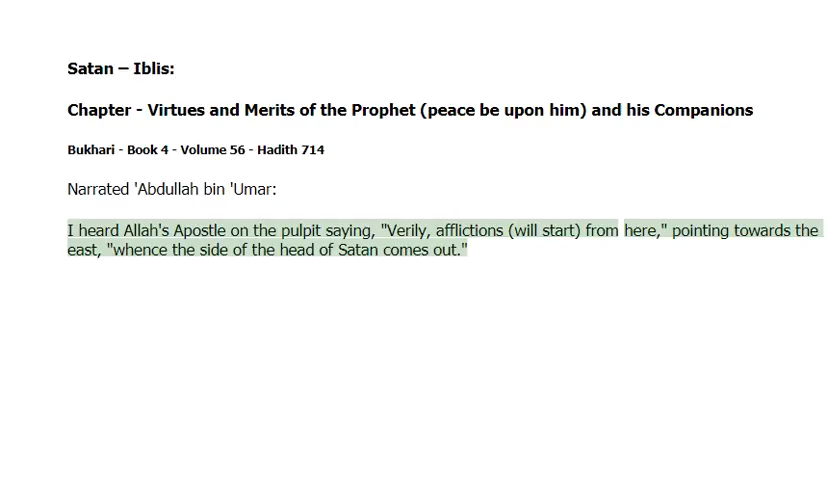 Satan – Iblis:
Chapter - Virtues and Merits of the Prophet (peace be upon him) and his Companions
Bukhari - Book 4 - Volume 56 - Hadith 714
Narrated 'Abdullah bin 'Umar:
I heard Allah's Apostle on the pulpit saying, "Verily, afflictions (will start) from here," pointing towards the
east, "whence the side of the head of Satan comes out."